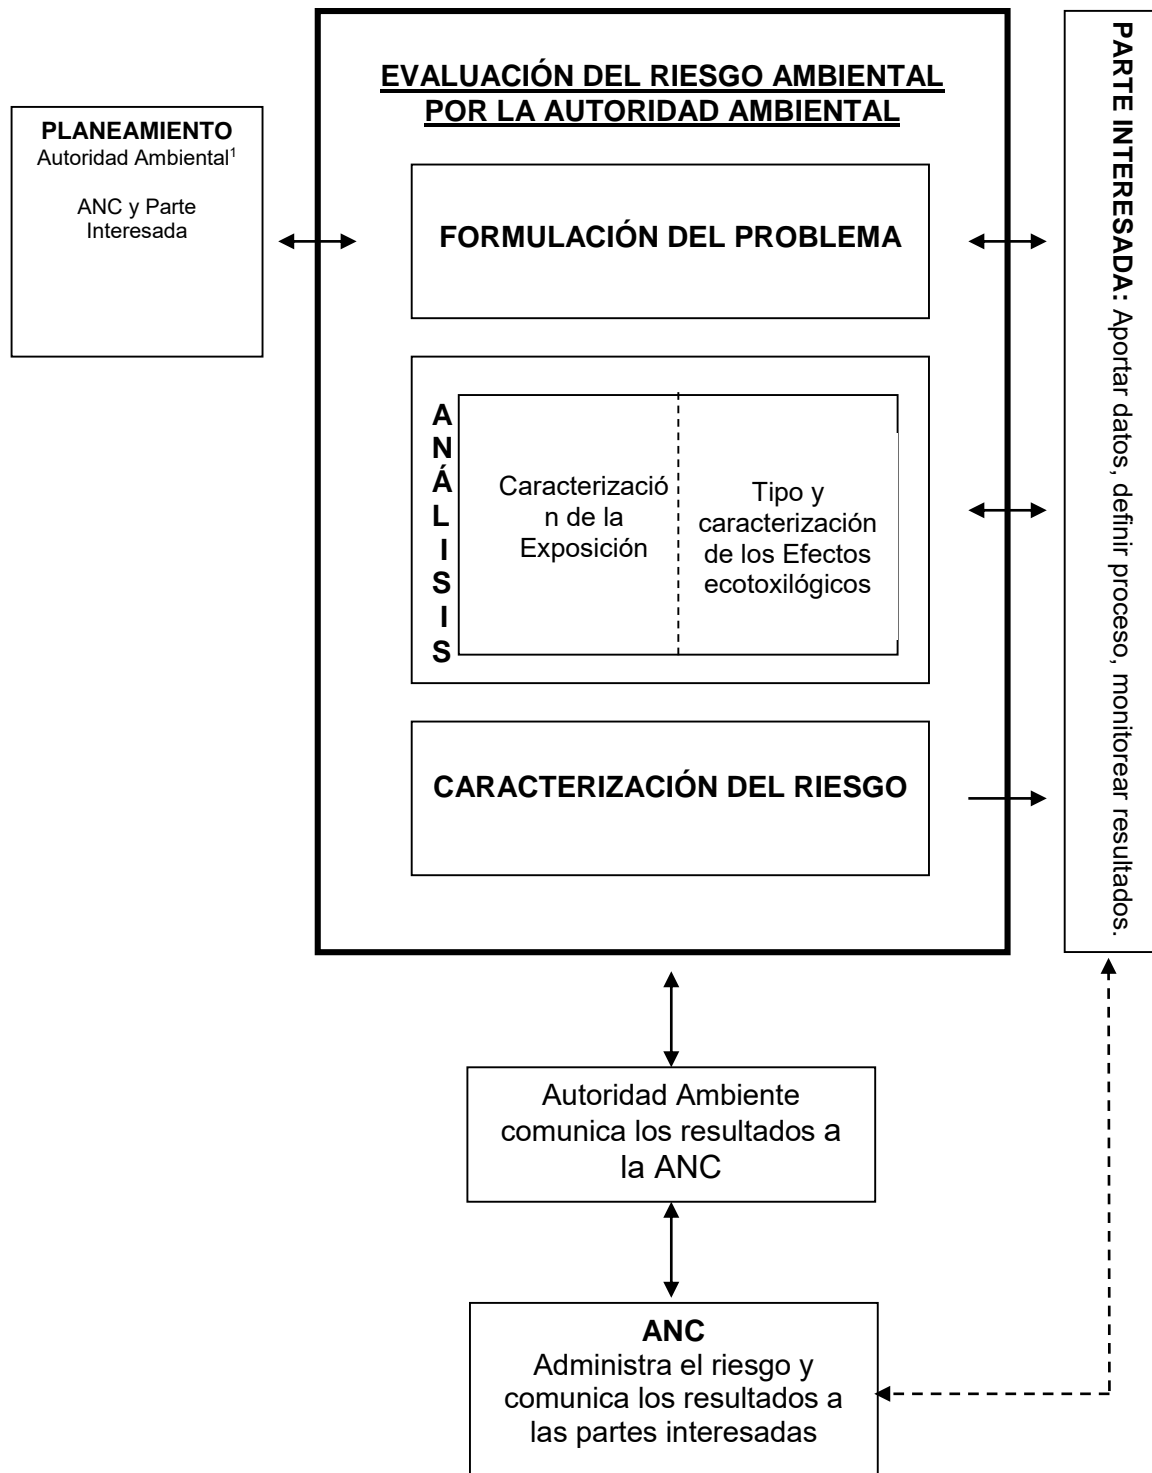 EVALUACIÓN DEL RIESGO AMBIENTAL
POR LA AUTORIDAD AMBIENTAL
PLANEAMIENTO
Autoridad Ambiental¹
ANC y Parte
Interesada
FORMULACIÓN DEL PROBLEMA
ANÁLISIS
Caracterizació
n de la
Exposición
Tipo y
caracterización
de los Efectos
ecotoxilógicos
CARACTERIZACIÓN DEL RIESGO
PARTE INTERESADA: Aportar datos, definir proceso, monitorear resultados.
Autoridad Ambiente
comunica los resultados a
la ANC
ANC
Administra el riesgo y
comunica los resultados a
las partes interesadas